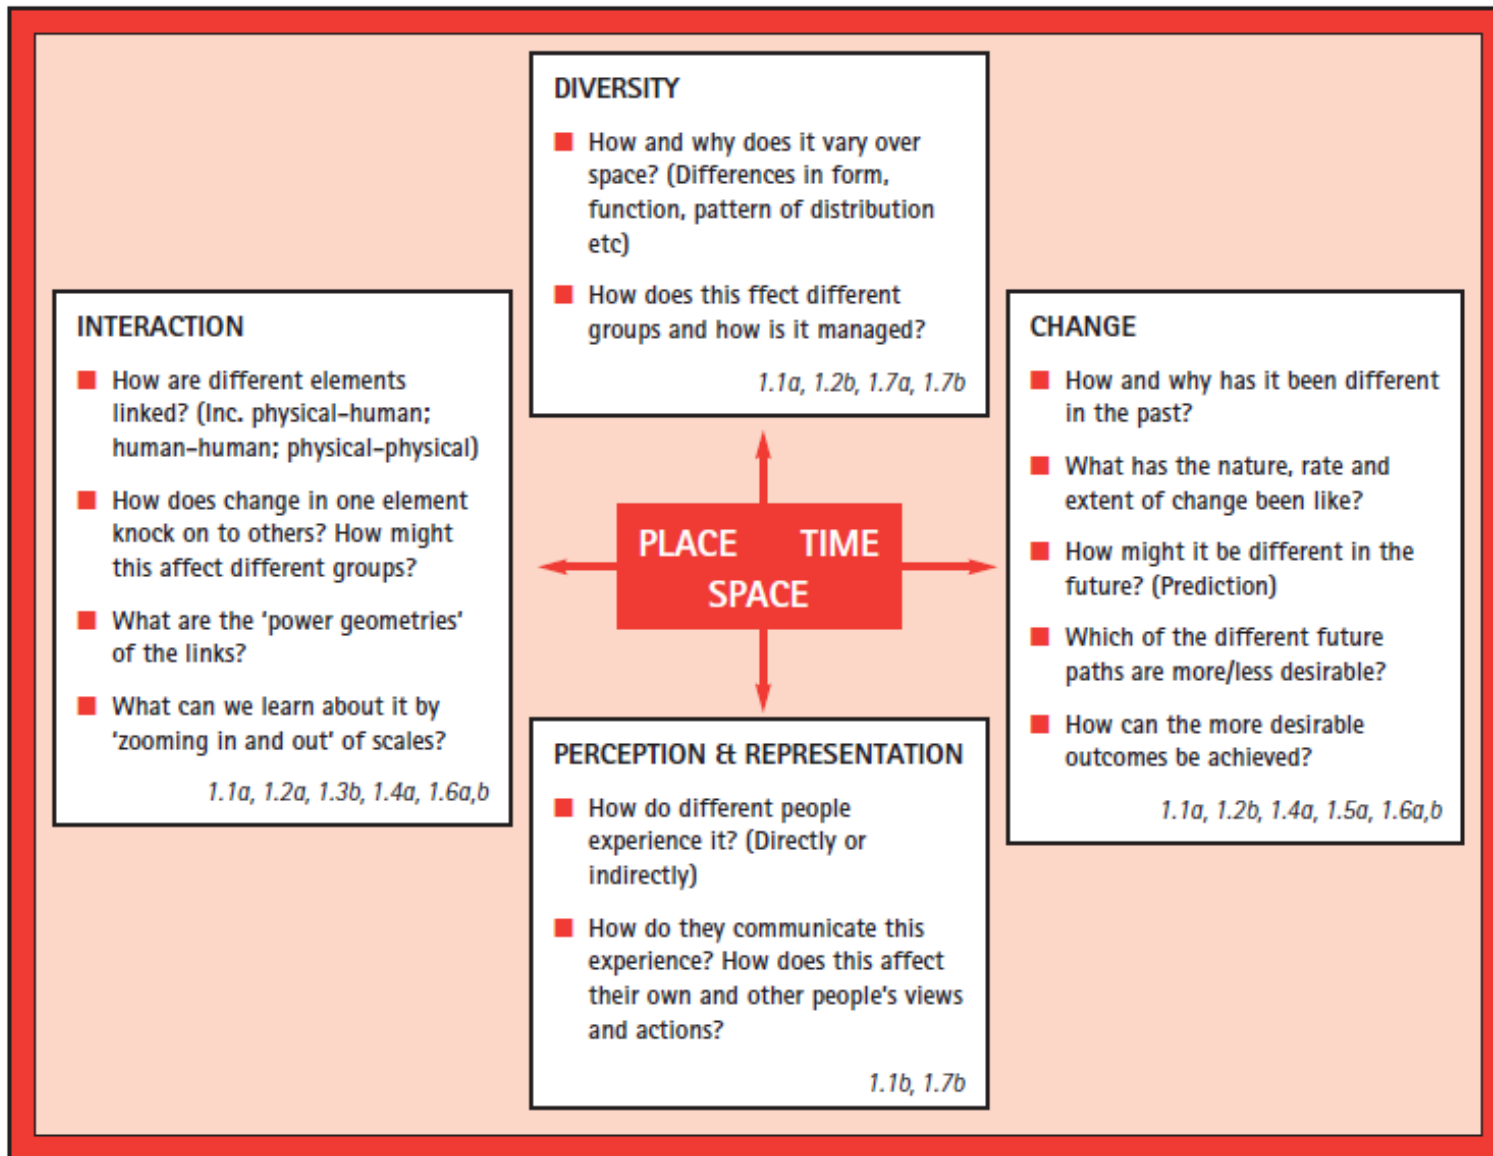 DIVERSITY
■ How and why does it vary over
space? (Differences in form,
function, pattern of distribution
etc)
■ How does this ffect different
groups and how is it managed?
1.1a, 1.2b, 1.7a, 1.7b
INTERACTION
■ How are different elements
linked? (Inc. physical–human;
human–human; physical–physical)
■ How does change in one element
knock on to others? How might
this affect different groups?
■ What are the ‘power geometries’
of the links?
■ What can we learn about it by
‘zooming in and out’ of scales?
1.1a, 1.2a, 1.3b, 1.4a, 1.6a,b
PLACE TIME
SPACE
CHANGE
■ How and why has it been different
in the past?
■ What has the nature, rate and
extent of change been like?
■ How might it be different in the
future? (Prediction)
■ Which of the different future
paths are more/less desirable?
■ How can the more desirable
outcomes be achieved?
1.1a, 1.2b, 1.4a, 1.5a, 1.6a,b
PERCEPTION & REPRESENTATION
■ How do different people
experience it? (Directly or
indirectly)
■ How do they communicate this
experience? How does this affect
their own and other people's views
and actions?
1.1b, 1.7b